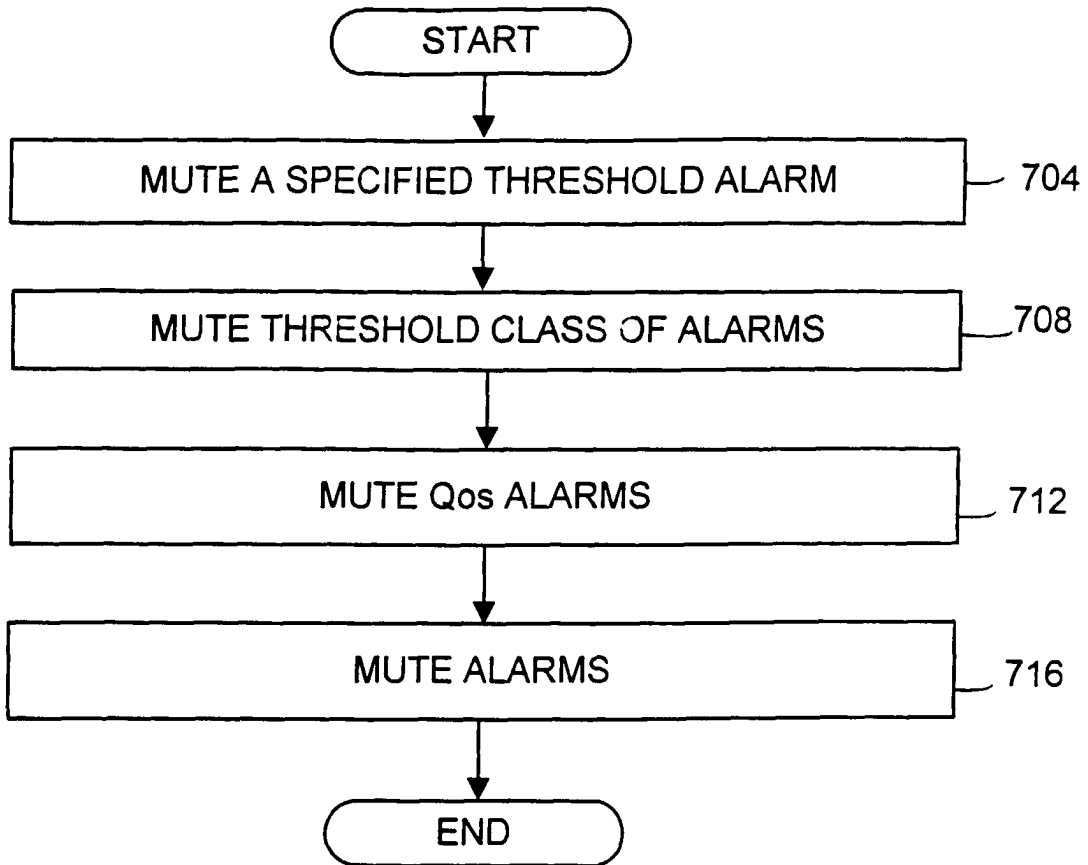 START
MUTE A SPECIFIED THRESHOLD ALARM
704
MUTE THRESHOLD CLASS OF ALARMS
708
MUTE Qos ALARMS
712
MUTE ALARMS
716
END